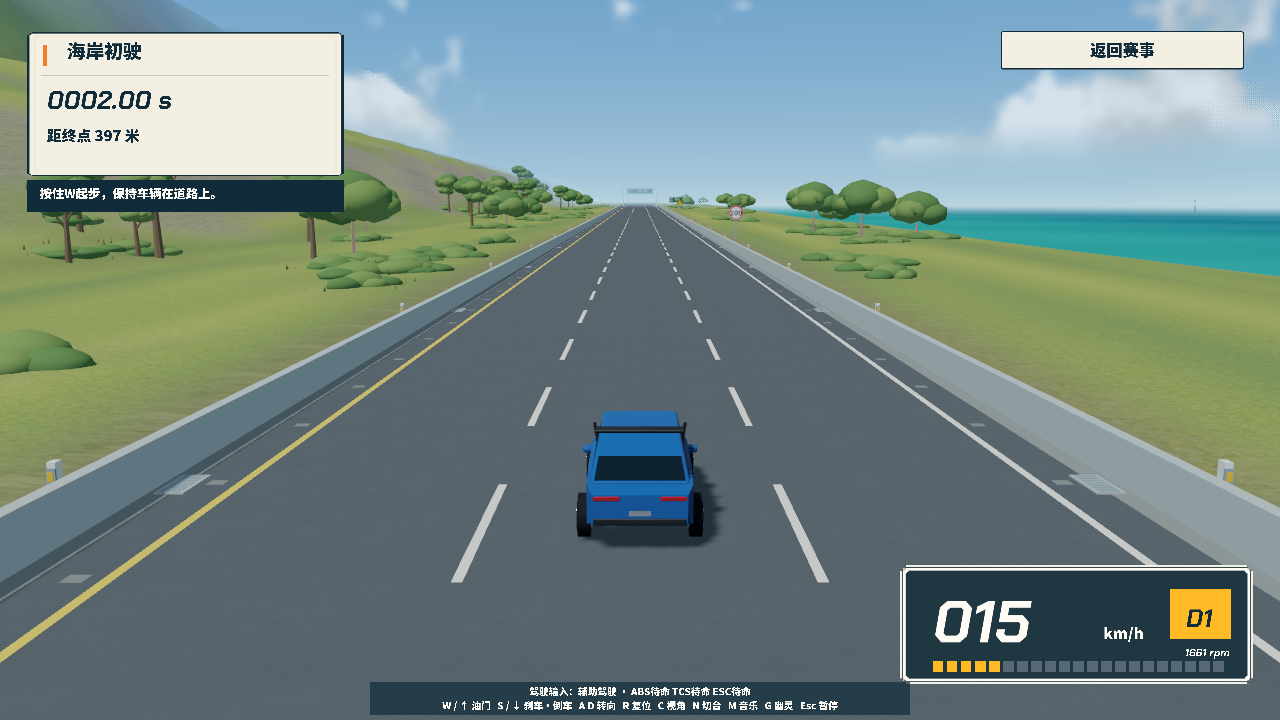 海岸初驶
0002.00 s
距终点 397 米
按住W起步，保持车辆在道路上。
返回赛事
100
015 km/h D1
1661 rpm
驾驶输入：辅助驾驶 · ABS待命 TCS待命 ESC待命
W / ↑ 油门 S / ↓ 刹车·倒车 A D 转向 R 复位 C 视角 N 切台 M 音乐 G 幽灵 Esc 暂停